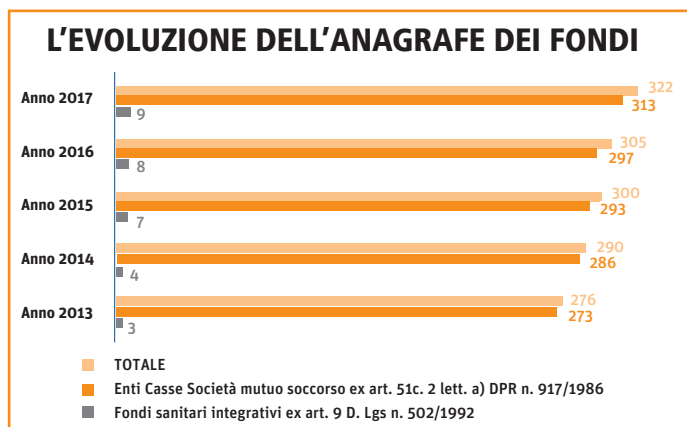 L'EVOLUZIONE DELL'ANAGRAFE DEI FONDI
Anno 2017
322
313
9
Anno 2016
305
297
8
Anno 2015
300
293
7
Anno 2014
290
286
4
Anno 2013
276
273
3
TOTALE
Enti Casse Società mutuo soccorso ex art. 51c. 2 lett. a) DPR n. 917/1986
Fondi sanitari integrativi ex art. 9 D. Lgs n. 502/1992